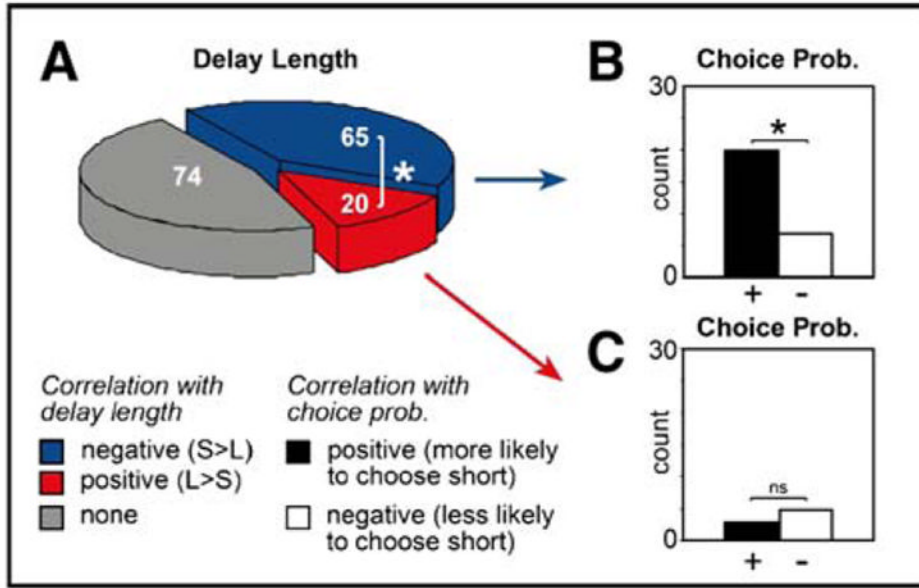 A
Delay Length
65
*
74
20
Correlation with
delay length
negative (S>L)
positive (L>S)
none
Correlation with
choice prob.
positive (more likely
to choose short)
negative (less likely
to choose short)
B
Choice Prob.
30
*
count
0
+ -
C
Choice Prob.
30
count
ns
0
+ -